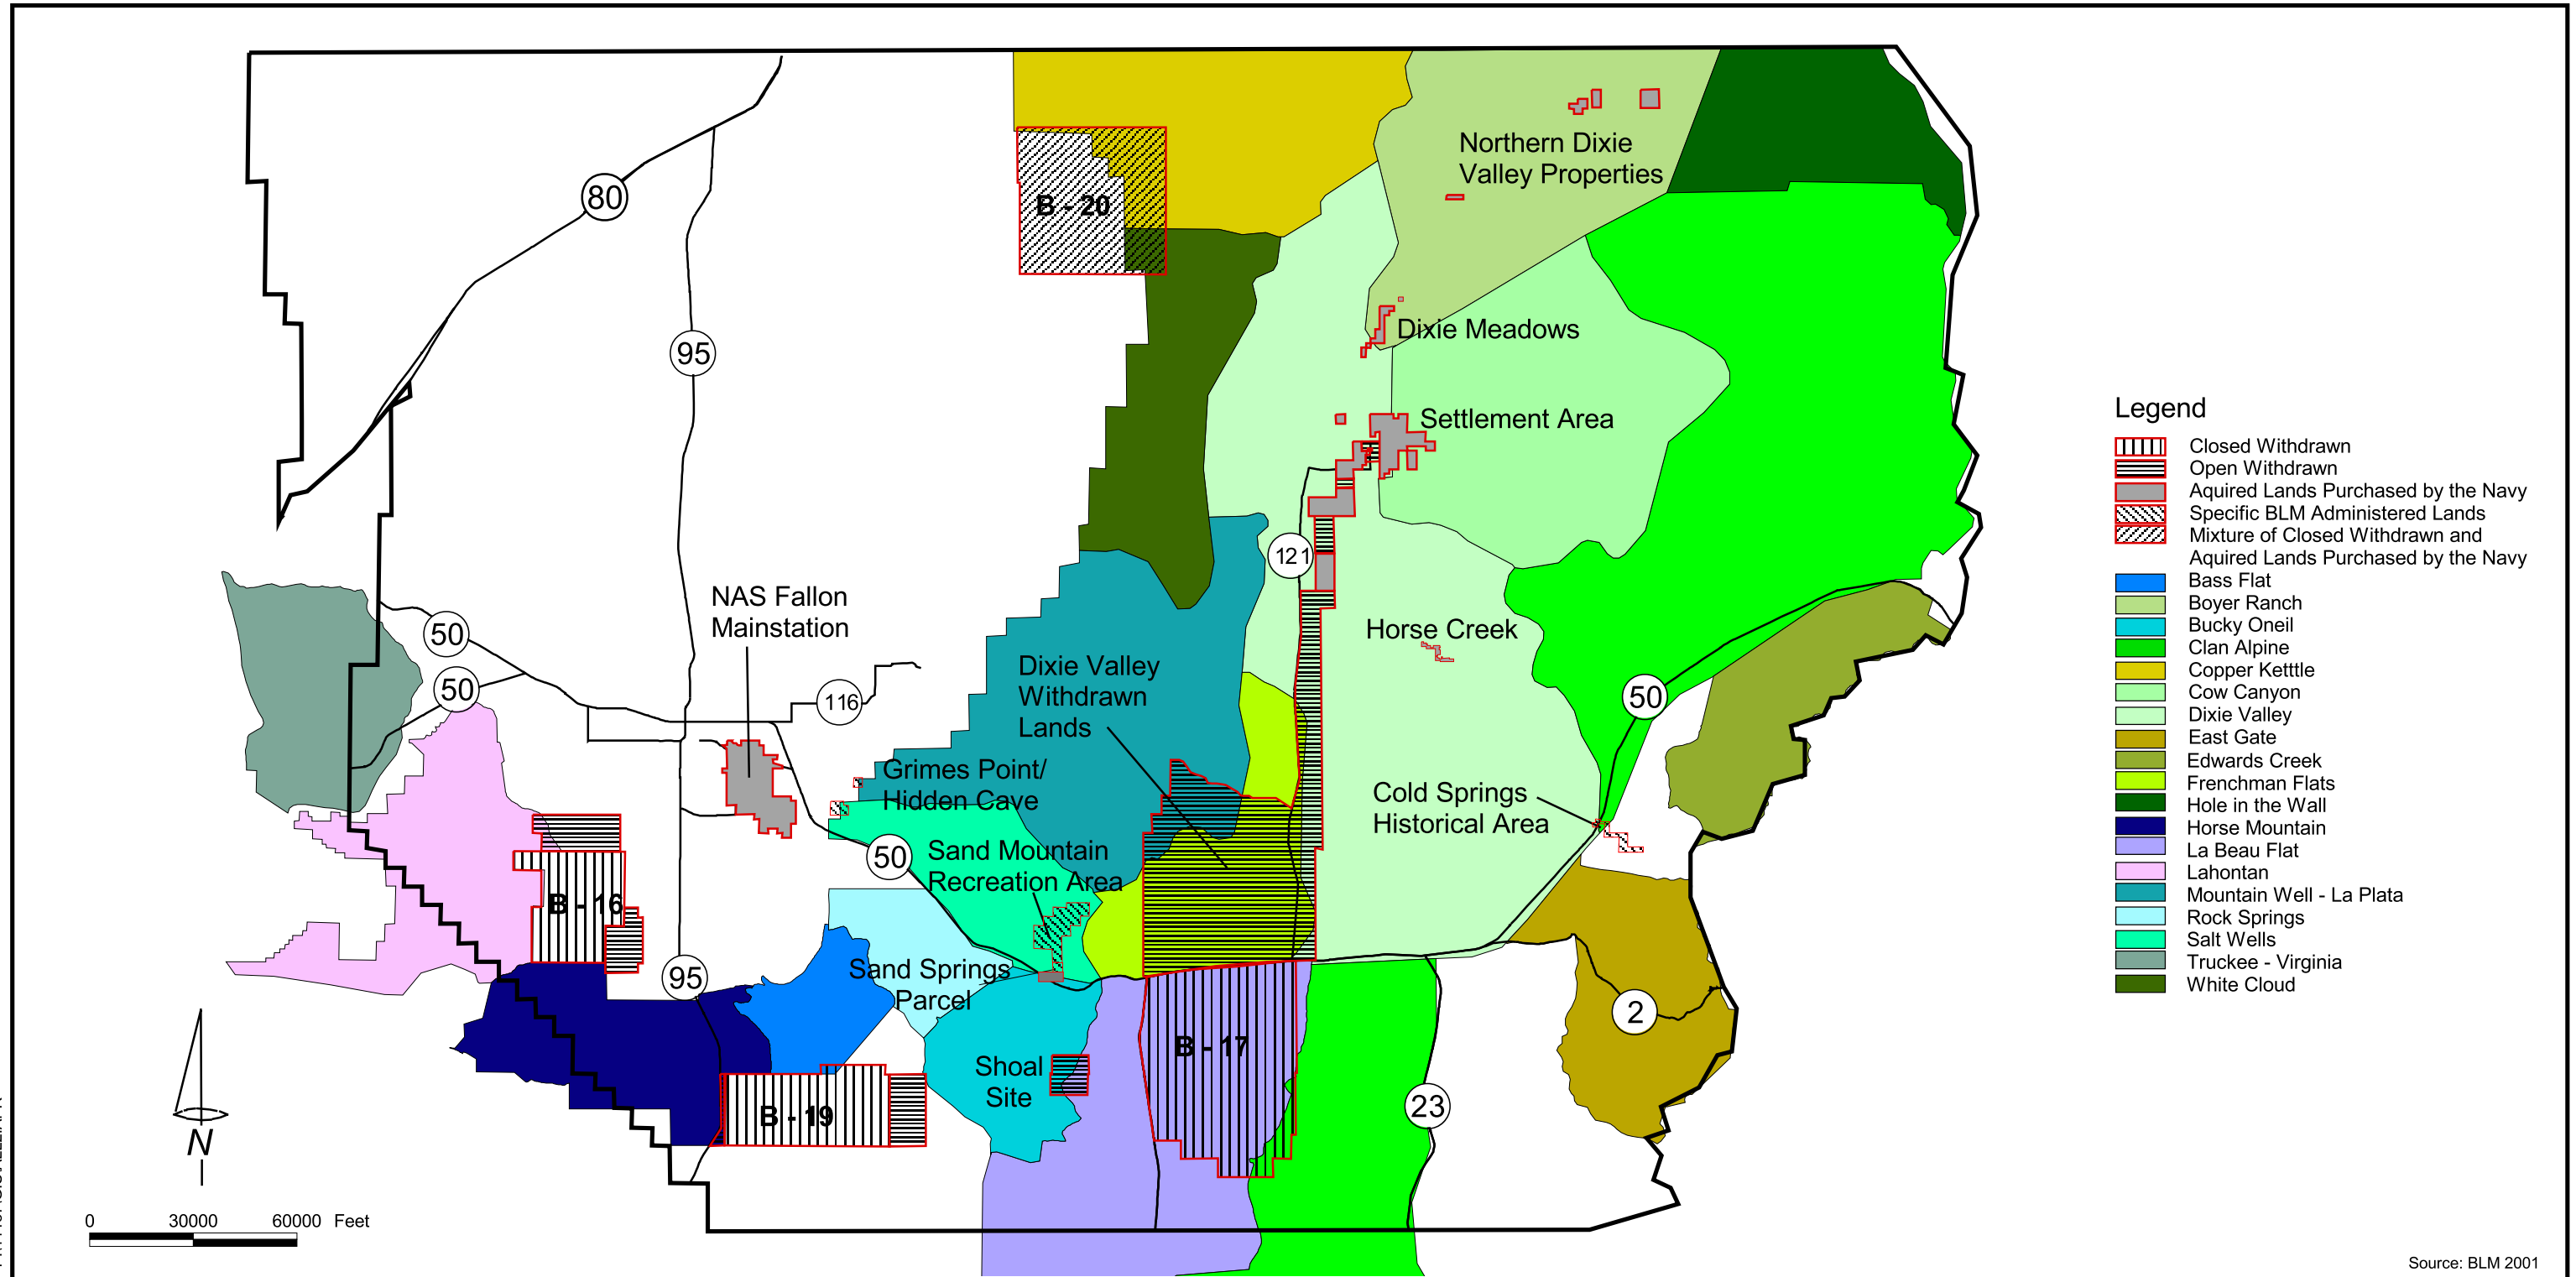 80
95
B - 20
Northern Dixie
Valley Properties
Dixie Meadows
Settlement Area
121
50
50
NAS Fallon
Mainstation
116
Horse Creek
Dixie Valley
Withdrawn
Lands
50
Grimes Point/
Hidden Cave
Cold Springs
Historical Area
50
Sand Mountain
Recreation Area
B - 16
95
Sand Springs
Parcel
2
B - 17
Shoal
Site
B - 19
23
N
0 30000 60000 Feet
Legend
Closed Withdrawn
Open Withdrawn
Aquired Lands Purchased by the Navy
Specific BLM Administered Lands
Mixture of Closed Withdrawn and
Aquired Lands Purchased by the Navy
Bass Flat
Boyer Ranch
Bucky Oneil
Clan Alpine
Copper Ketttle
Cow Canyon
Dixie Valley
East Gate
Edwards Creek
Frenchman Flats
Hole in the Wall
Horse Mountain
La Beau Flat
Lahontan
Mountain Well - La Plata
Rock Springs
Salt Wells
Truckee - Virginia
White Cloud
Source: BLM 2001